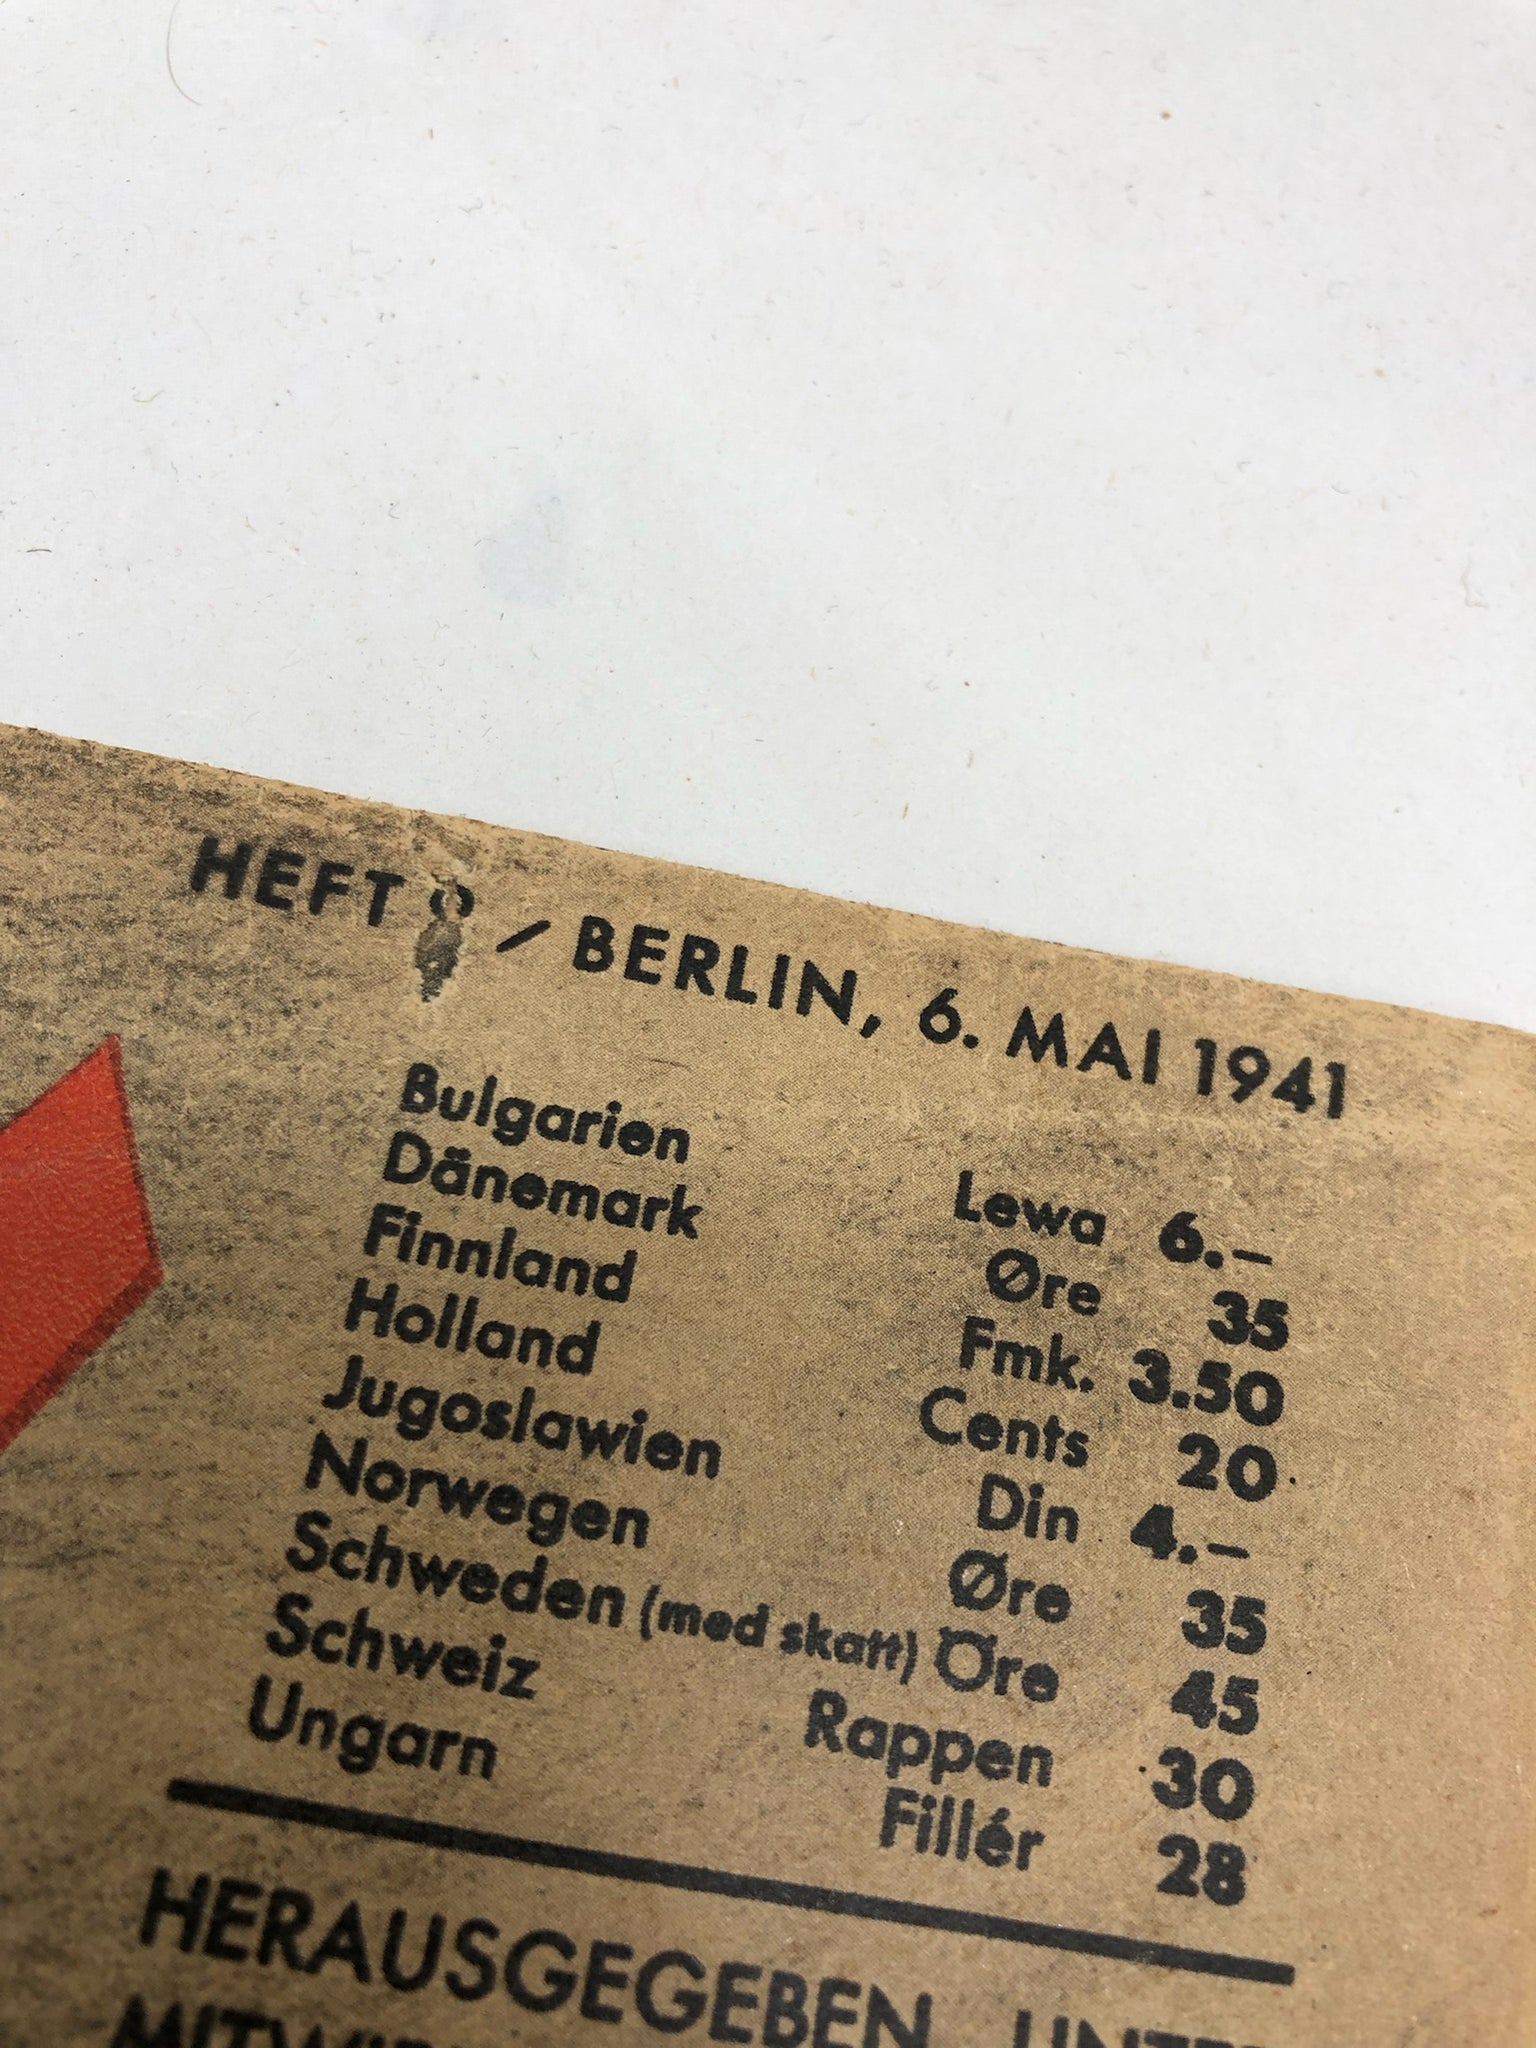 HEFT / BERLIN, 6. MAI 1941
Bulgarien Lewa 6.–
Dänemark Øre 35
Finnland Fmk. 3.50
Holland Cents 20
Jugoslawien Din 4.–
Norwegen Øre 35
Schweden (med skatt) Öre 45
Schweiz Rappen 30
Ungarn Fillér 28
HERAUSGEGEBEN